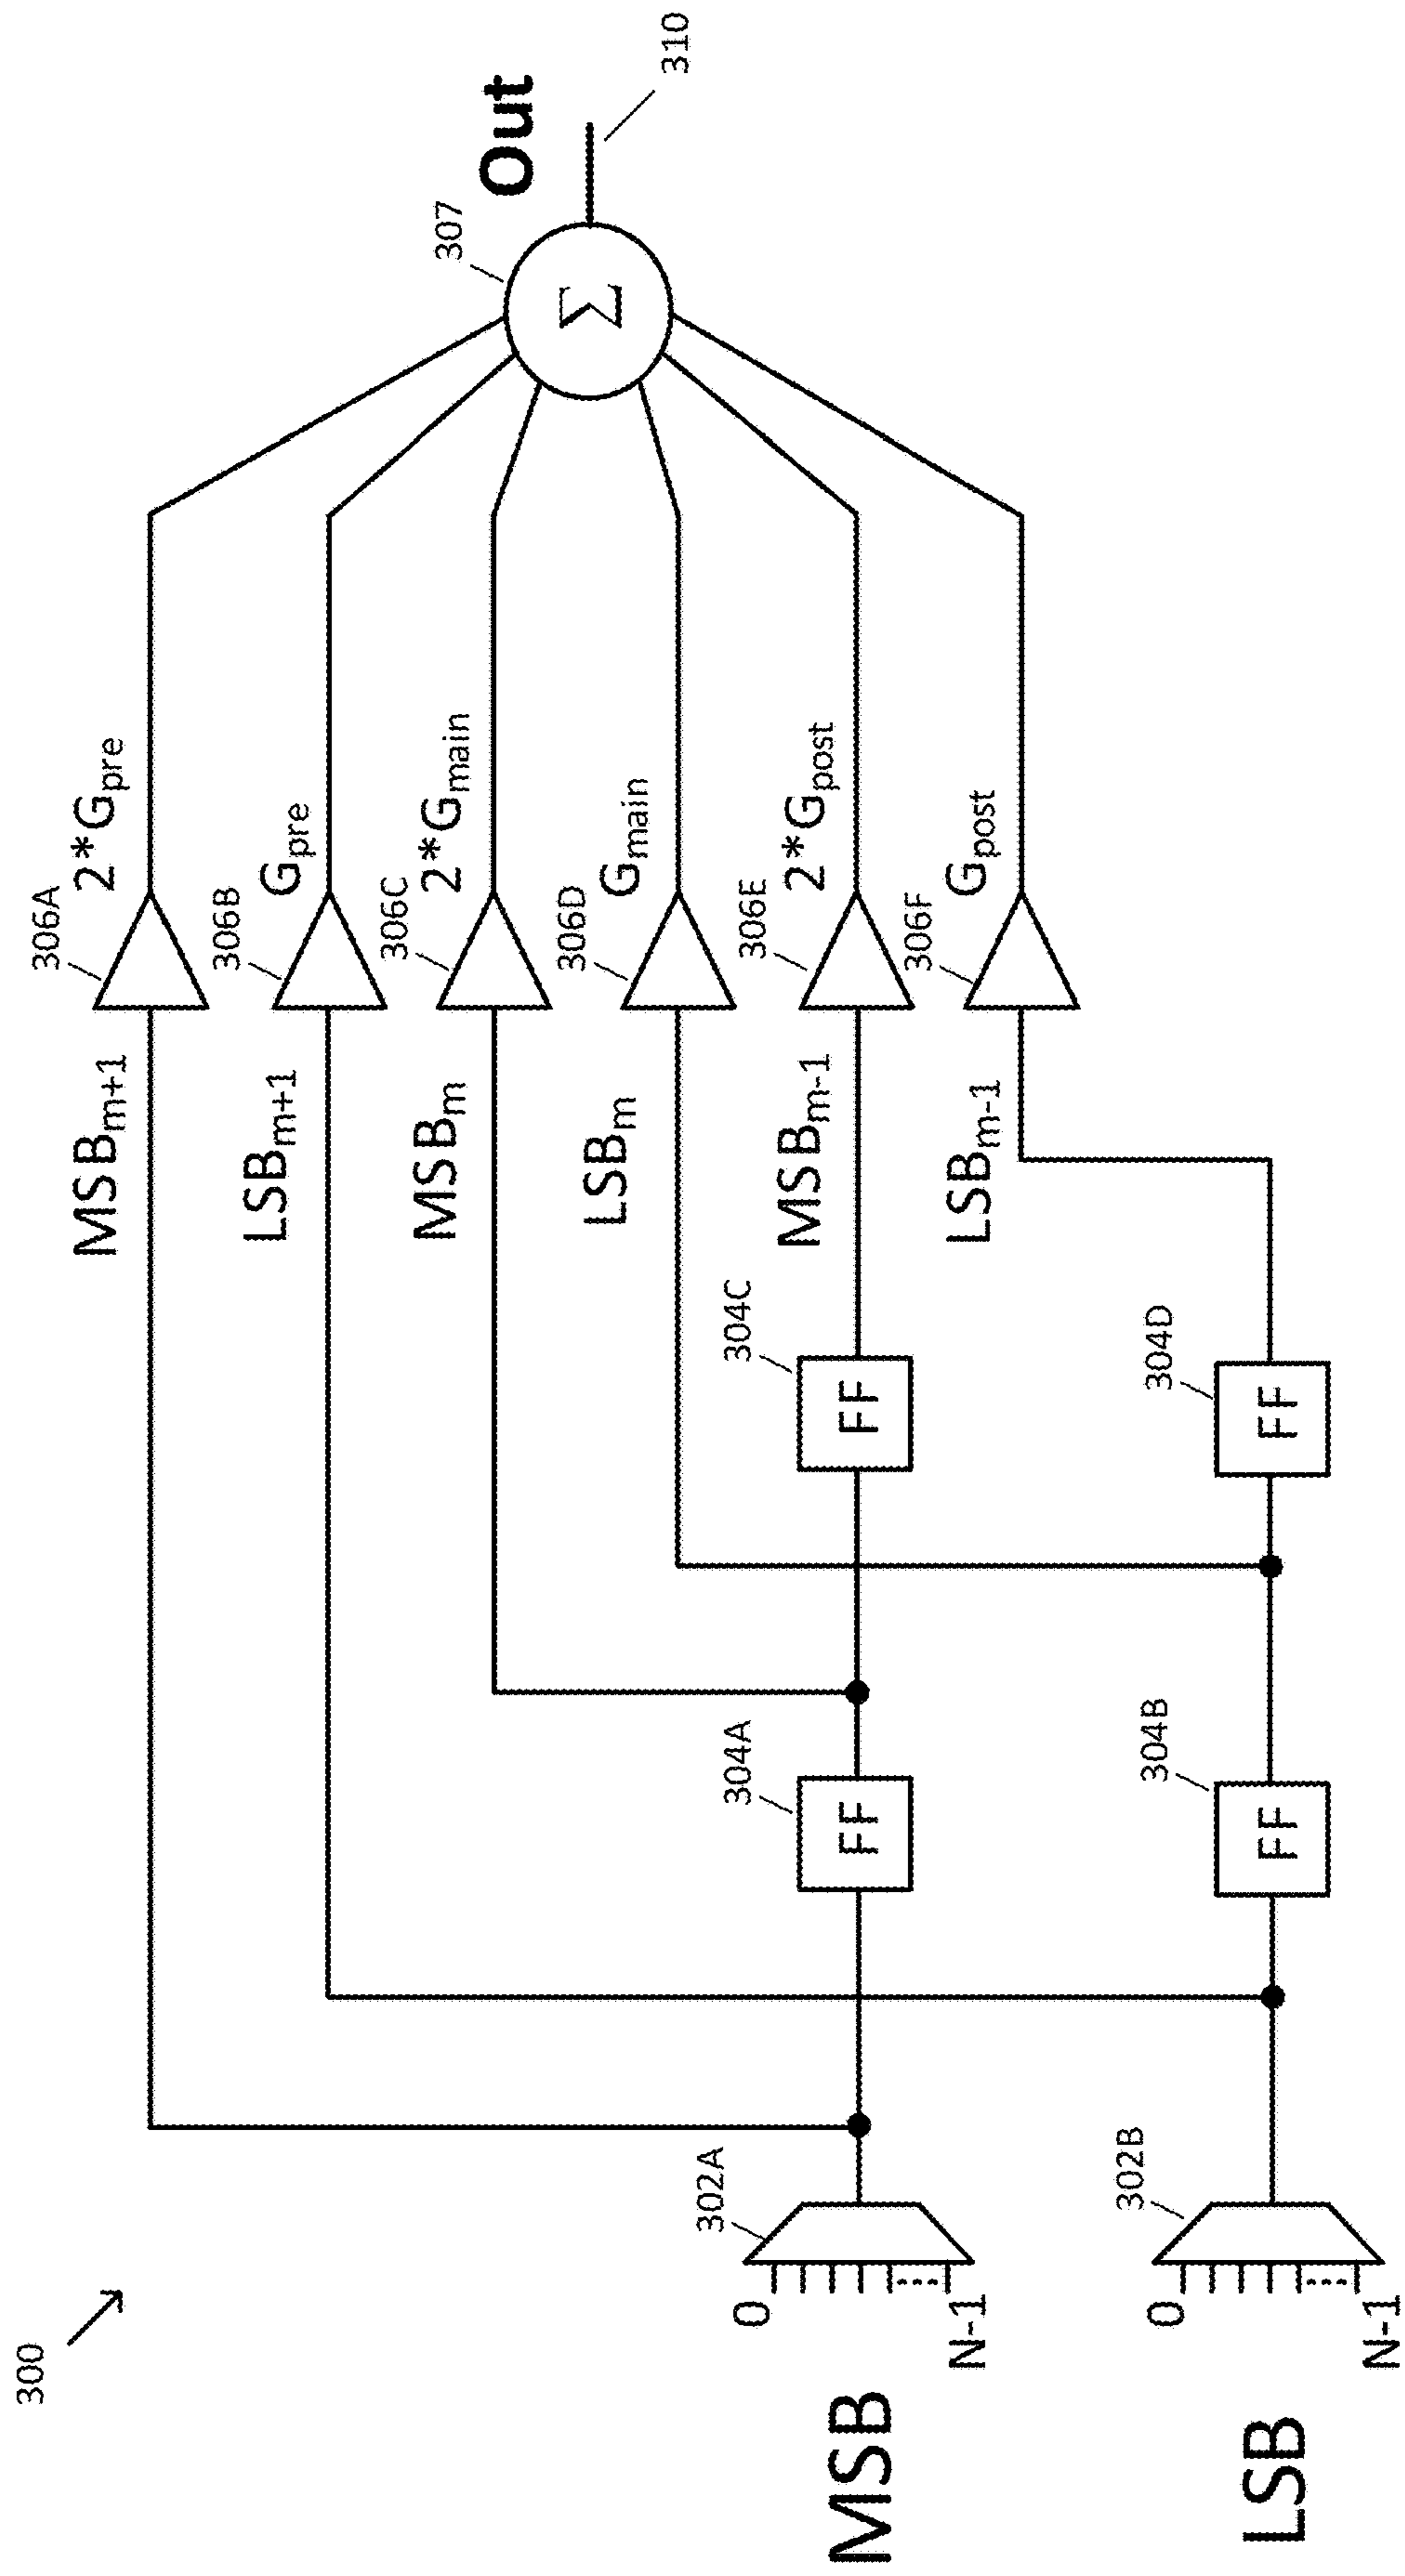 300
MSB
0
N-1
302A
LSB
0
N-1
302B
FF
304A
FF
304B
FF
304C
FF
304D
MSBm+1
306A
2*Gpre
LSBm+1
306B
Gpre
MSBm
306C
2*Gmain
LSBm
306D
Gmain
MSBm-1
306E
2*Gpost
LSBm-1
306F
Gpost
307
Σ
Out
310